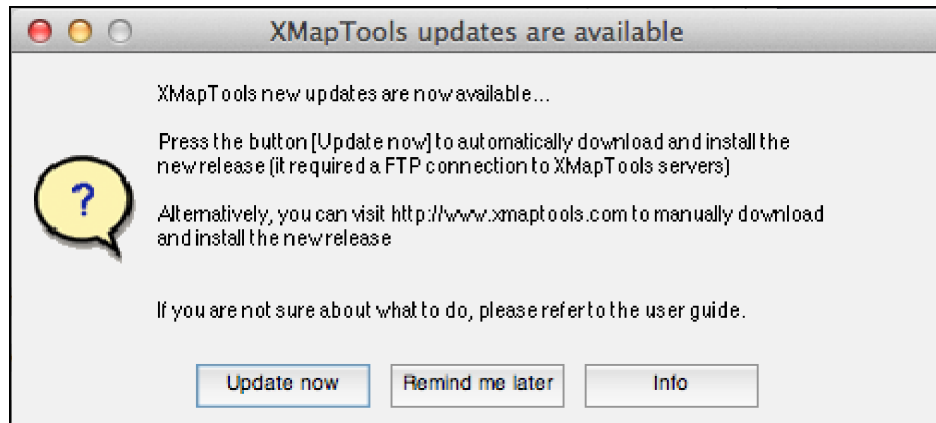 XMapTools updates are available
XMapTools new updates are now available...
Press the button [Update now] to automatically download and install the
new release (it required a FTP connection to XMapTools servers)
Alternatively, you can visit http://www.xmaptools.com to manually download
and install the new release
If you are not sure about what to do, please refer to the user guide.
?
Update now
Remind me later
Info